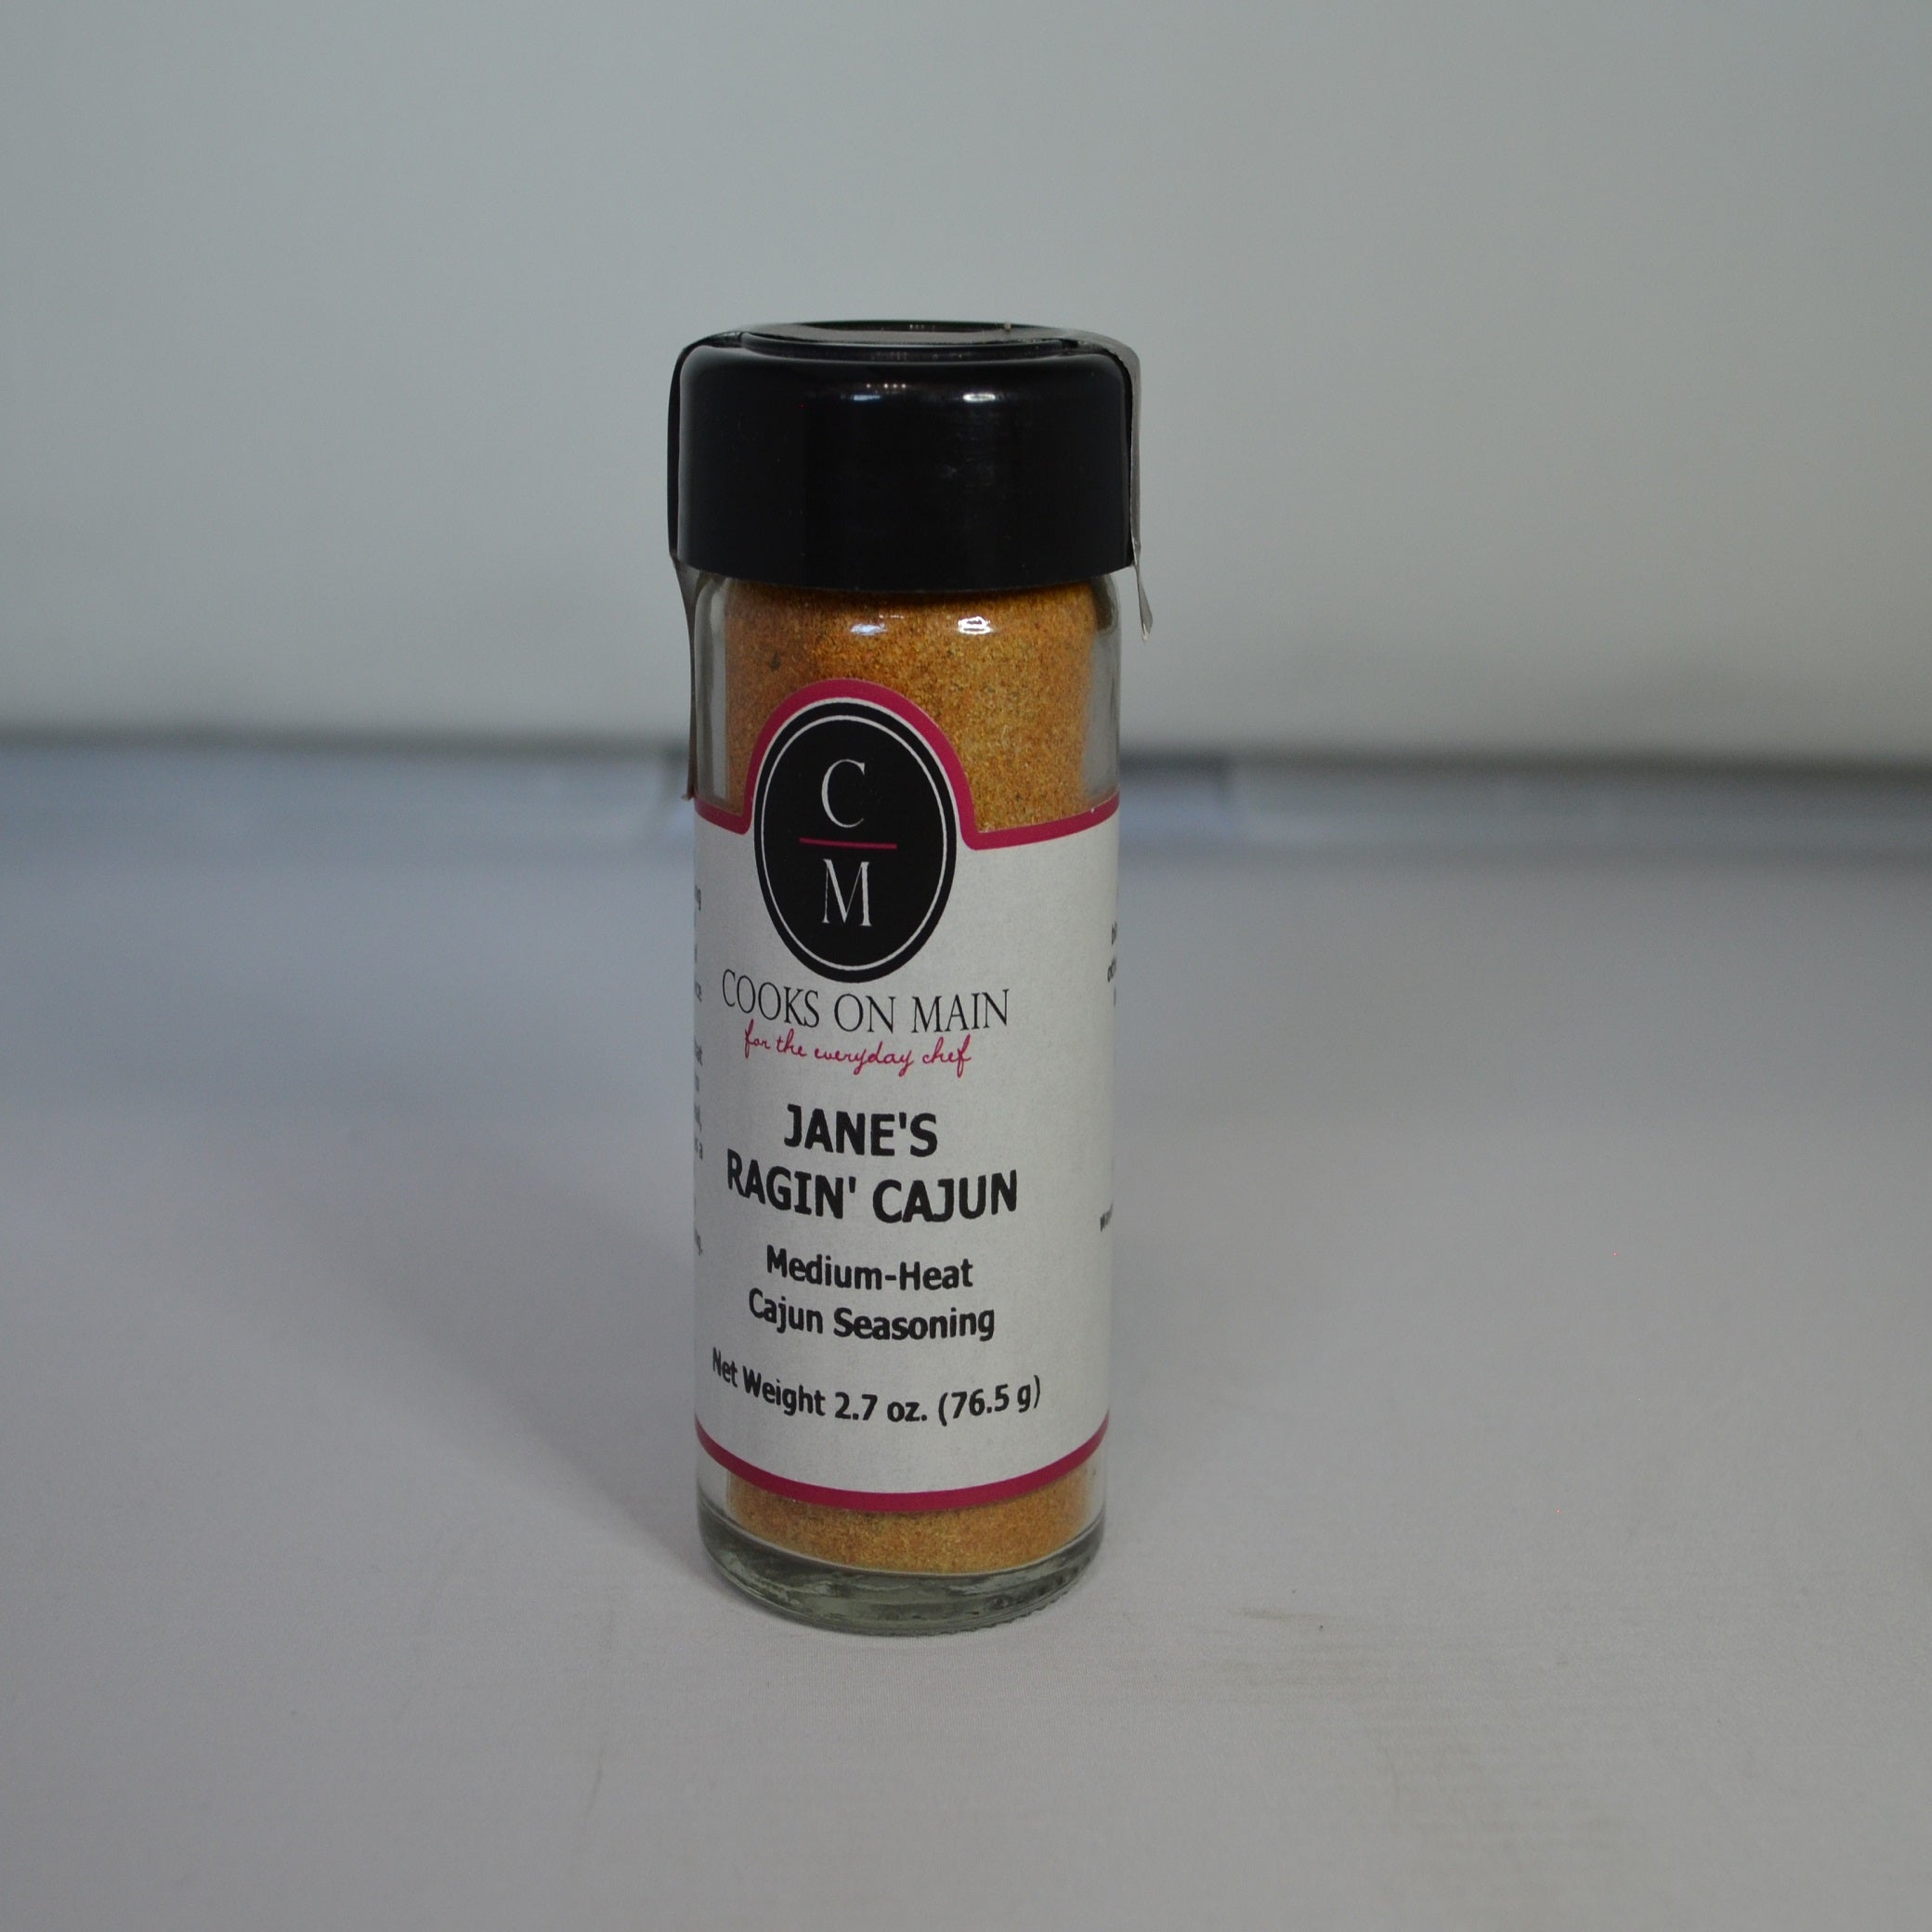 C
M
COOKS ON MAIN
for the everyday chef
JANE'S
RAGIN' CAJUN
Medium-Heat
Cajun Seasoning
Net Weight 2.7 oz. (76.5 g)